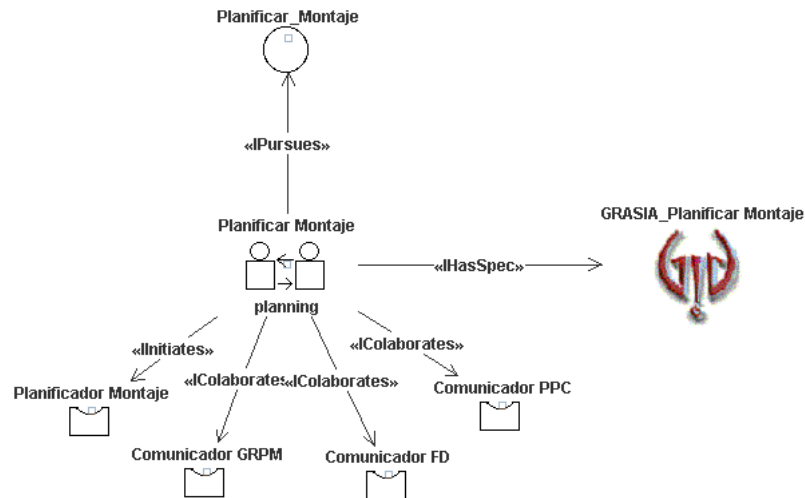 Planificar_Montaje
«IPursues»
Planificar Montaje
GRASIA_Planificar Montaje
«IHasSpec»
planning
«IInitiates»
«IColaborates»
«IColaborates»
«IColaborates»
Planificador Montaje
Comunicador PPC
Comunicador GRPM
Comunicador FD